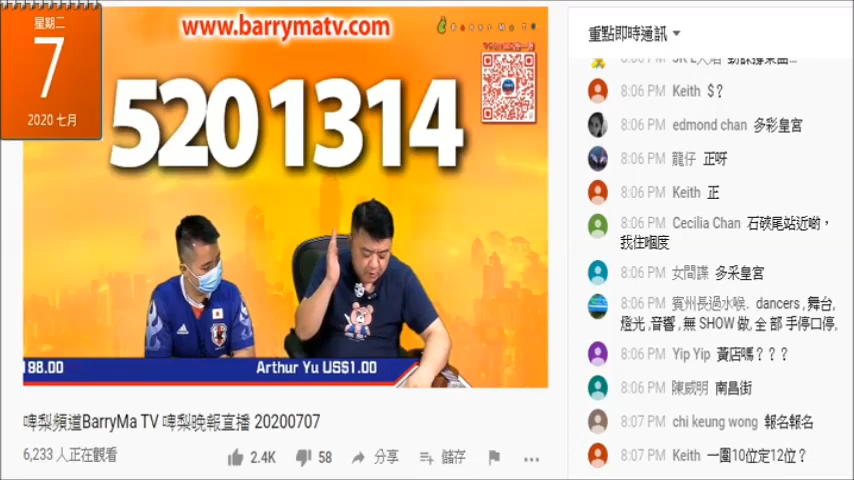 星期二
7
2020 七月
www.barrymatv.com
Barry Ma TV
5201314
198.00
Arthur Yu US$1.00
啤梨頻道BarryMa TV 啤梨晚報直播 20200707
6,233 人正在觀看
2.4K
58
分享
儲存
重點即時通訊
8:06 PM Keith $?
8:06 PM edmond chan 多彩皇宮
8:06 PM 龍仔 正呀
8:06 PM Keith 正
8:06 PM Cecilia Chan 石硤尾站近啲，
我住嗰度
8:06 PM 女間諜 多采皇宮
8:06 PM 賓州長過水喉. dancers ,舞台,
燈光 ,音響 , 無 SHOW 做, 全 部 手停口停,
8:06 PM Yip Yip 黃店嗎？？？
8:06 PM 陳威明 南昌街
8:07 PM chi keung wong 報名報名
8:07 PM Keith 一圍10位定12位？